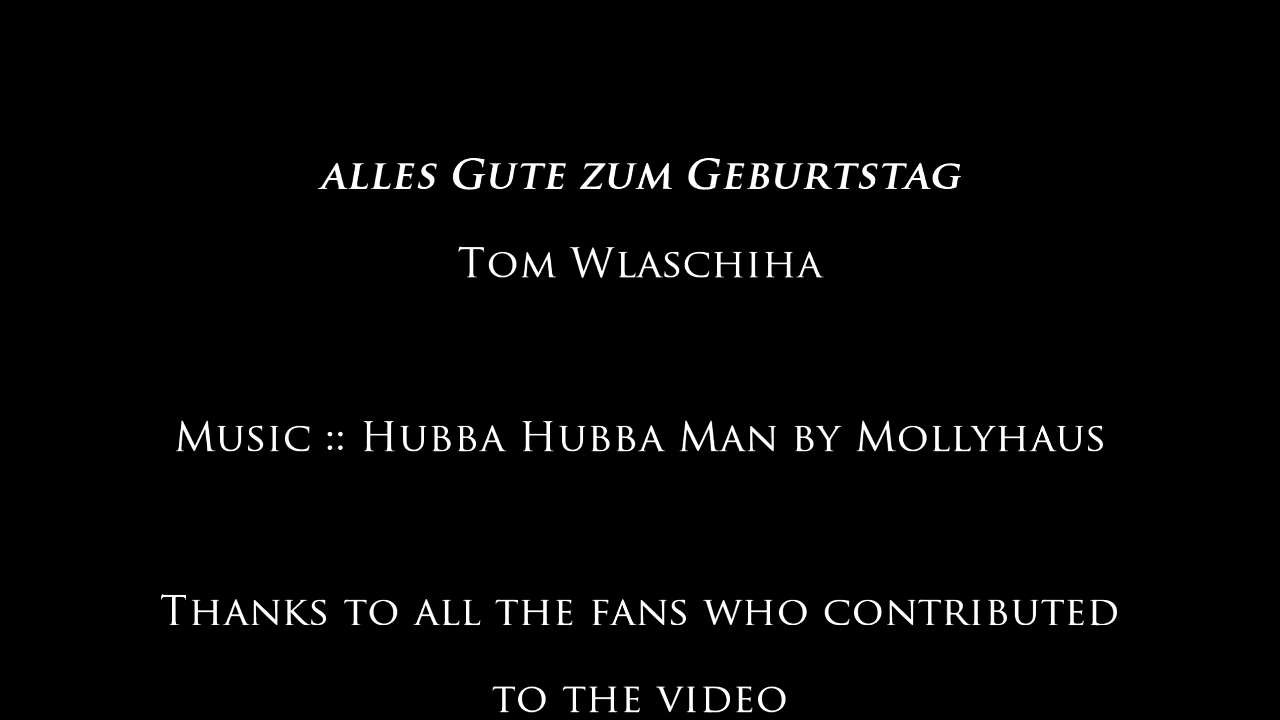 alles Gute zum Geburtstag
Tom Wlaschiha
Music :: Hubba Hubba Man by Mollyhaus
Thanks to all the fans who contributed
to the video